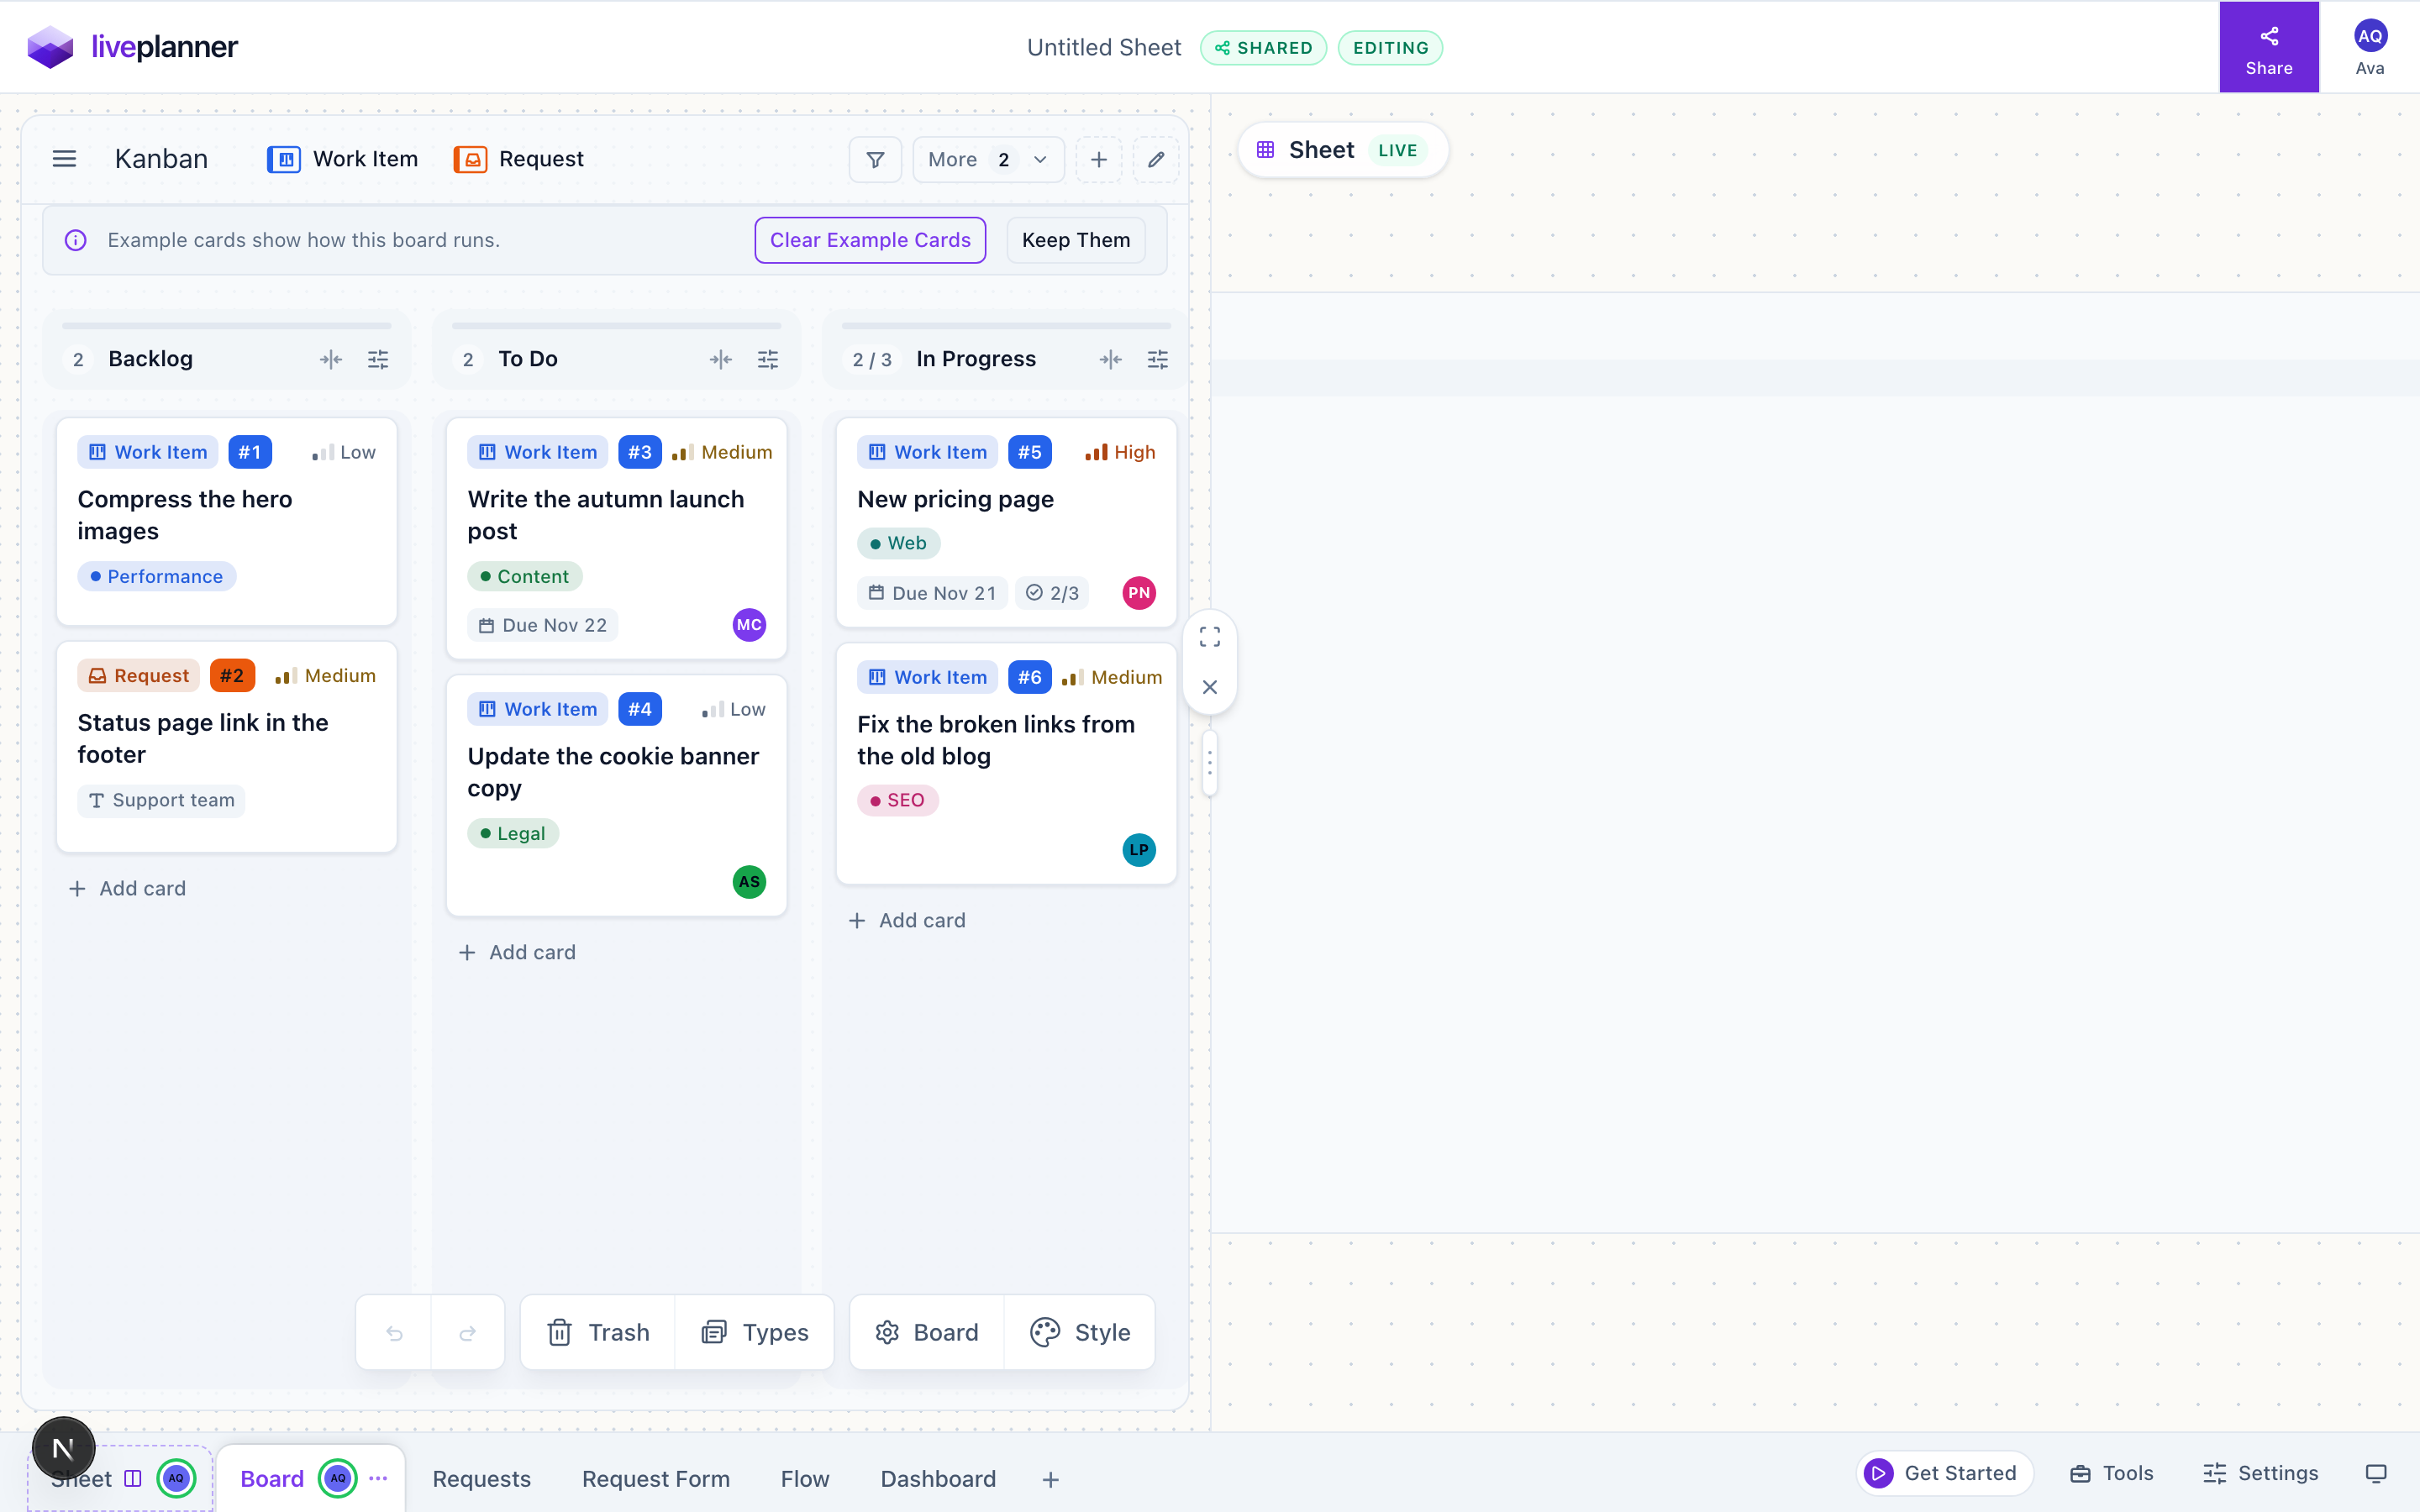 liveplanner
Untitled Sheet
SHARED
EDITING
Share
AQ
Ava
Kanban
Work Item
Request
More 2
Sheet LIVE
Example cards show how this board runs.
Clear Example Cards
Keep Them
2 Backlog
Work Item #1 Low
Compress the hero
images
Performance
Request #2 Medium
Status page link in the
footer
Support team
Add card
2 To Do
Work Item #3 Medium
Write the autumn launch
post
Content
Due Nov 22 MC
Work Item #4 Low
Update the cookie banner
copy
Legal
AS
Add card
2 / 3 In Progress
Work Item #5 High
New pricing page
Web
Due Nov 21 2/3 PN
Work Item #6 Medium
Fix the broken links from
the old blog
SEO
LP
Add card
Trash
Types
Board
Style
N
Sheet AQ
Board AQ
Requests
Request Form
Flow
Dashboard
Get Started
Tools
Settings